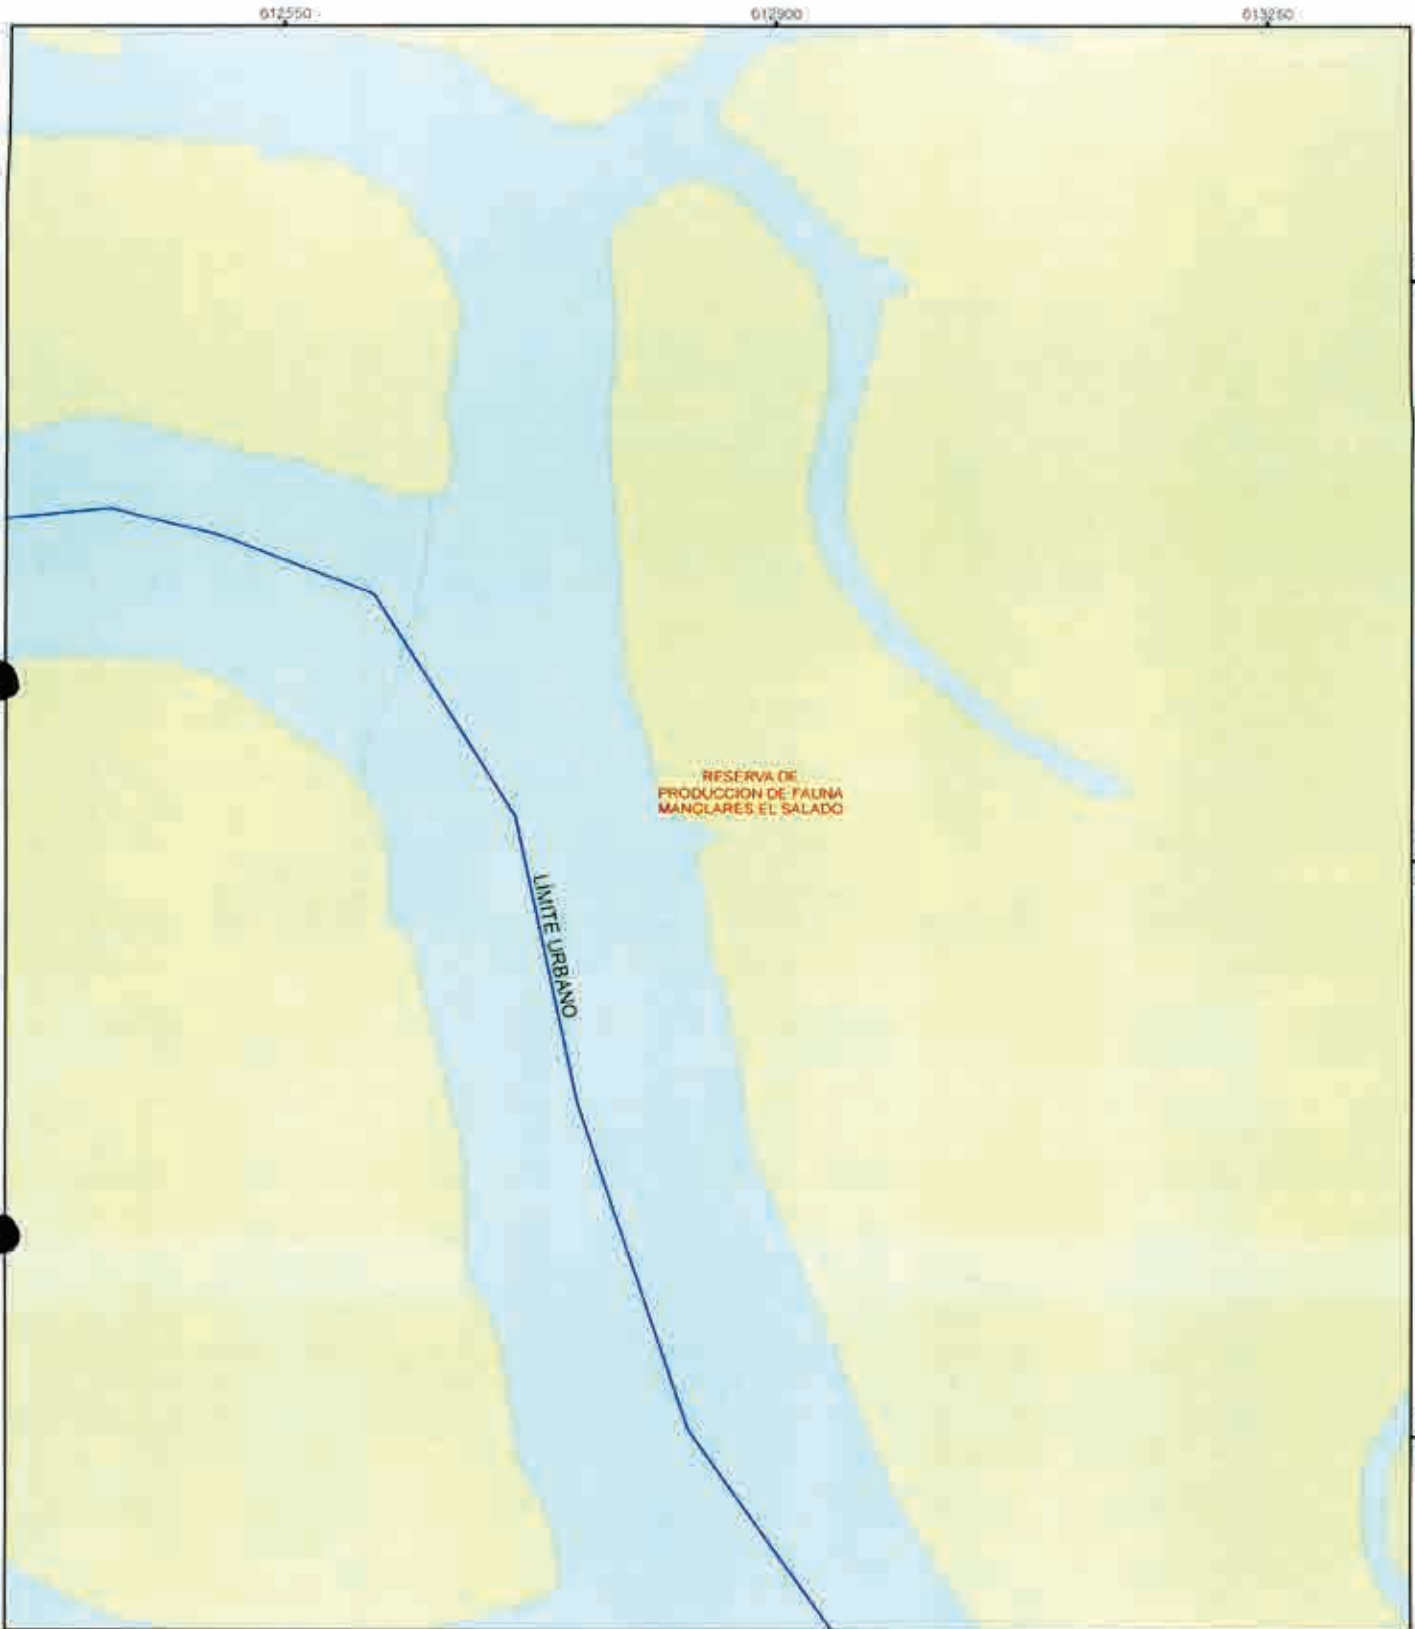 612550
612900
613250
RESERVA DE
PRODUCCION DE FAUNA
MANGLARES EL SALADO
LÍMITE URBANO